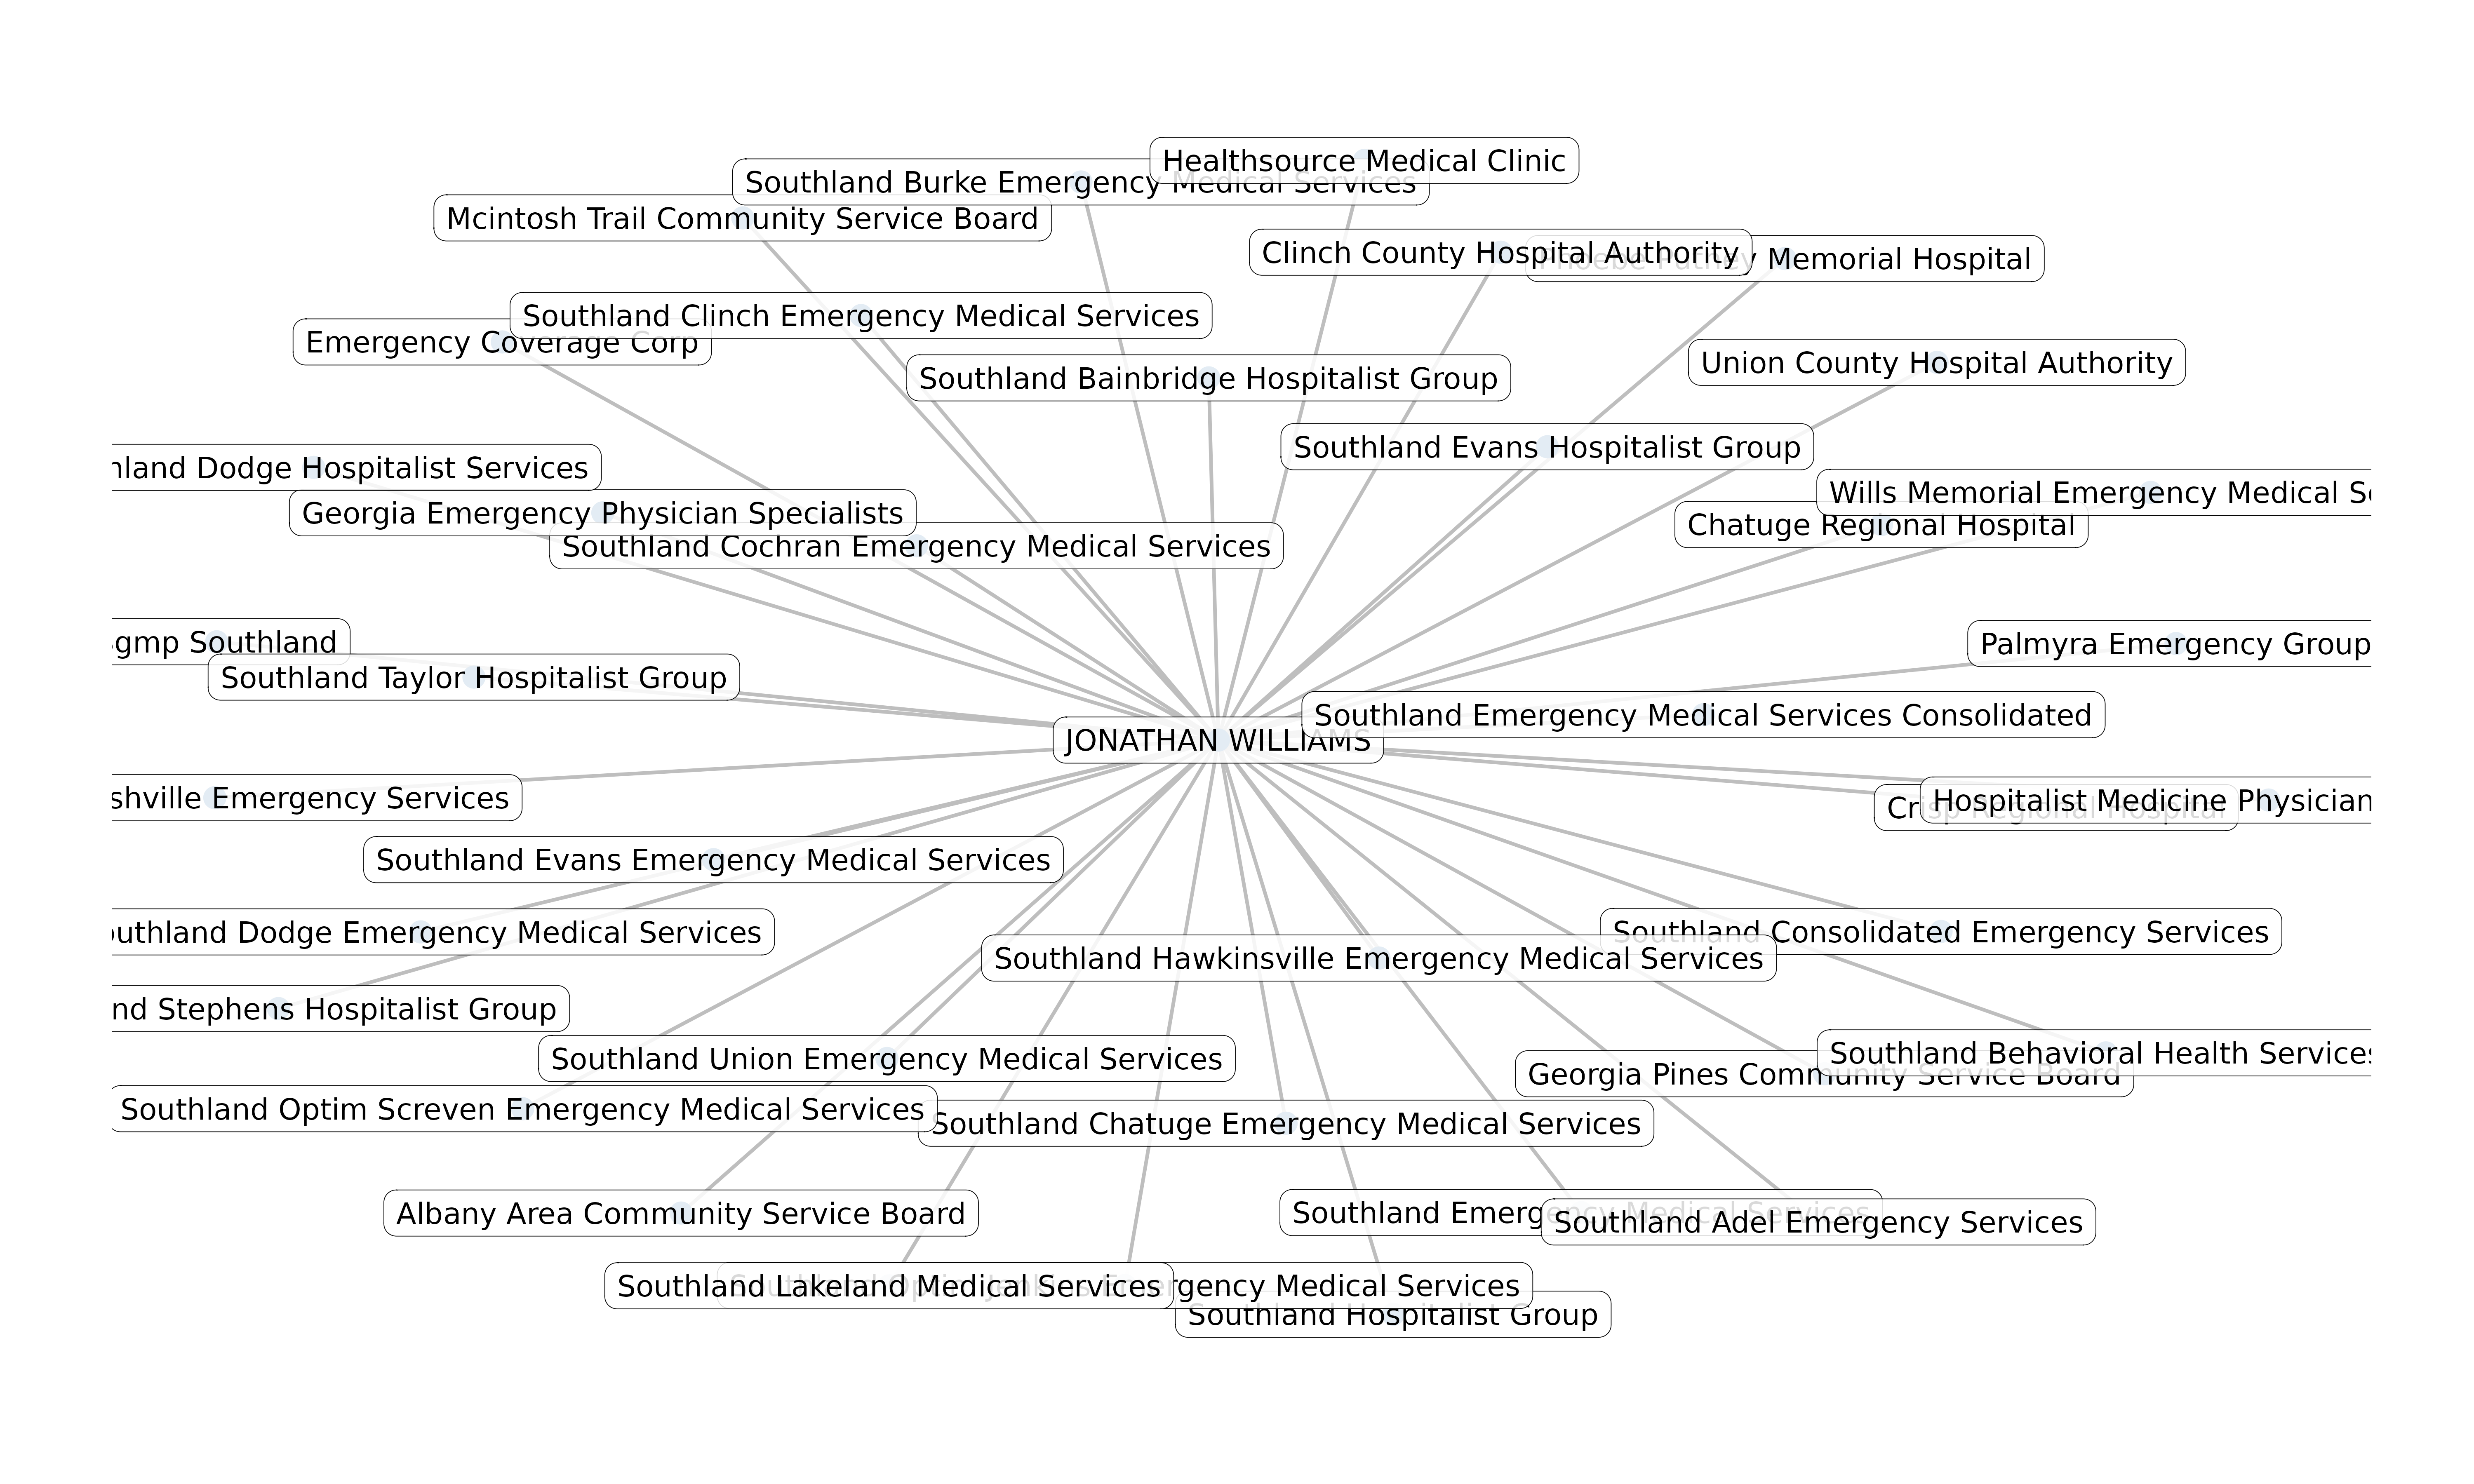 Healthsource Medical Clinic
Southland Burke Emergency Medical Services
Mcintosh Trail Community Service Board
Clinch County Hospital Authority
Phoebe Putney Memorial Hospital
Southland Clinch Emergency Medical Services
Emergency Coverage Corp
Union County Hospital Authority
Southland Bainbridge Hospitalist Group
Southland Evans Hospitalist Group
nland Dodge Hospitalist Services
Wills Memorial Emergency Medical
Georgia Emergency Physician Specialists
Chatuge Regional Hospital
Southland Cochran Emergency Medical Services
gmp Southland
Palmyra Emergency Group
Southland Taylor Hospitalist Group
Southland Emergency Medical Services Consolidated
JONATHAN WILLIAMS
shville Emergency Services
Hospitalist Medicine Physician
Crisp Regional Hospital
Southland Evans Emergency Medical Services
uthland Dodge Emergency Medical Services
Southland Consolidated Emergency Services
Southland Hawkinsville Emergency Medical Services
nd Stephens Hospitalist Group
Southland Union Emergency Medical Services
Southland Behavioral Health Services
Georgia Pines Community Service Board
Southland Optim Screven Emergency Medical Services
Southland Chatuge Emergency Medical Services
Albany Area Community Service Board
Southland Emergency Medical Services
Southland Adel Emergency Services
Southland Lakeland Medical Services
Southland Optim Jenkins Emergency Medical Services
Southland Hospitalist Group